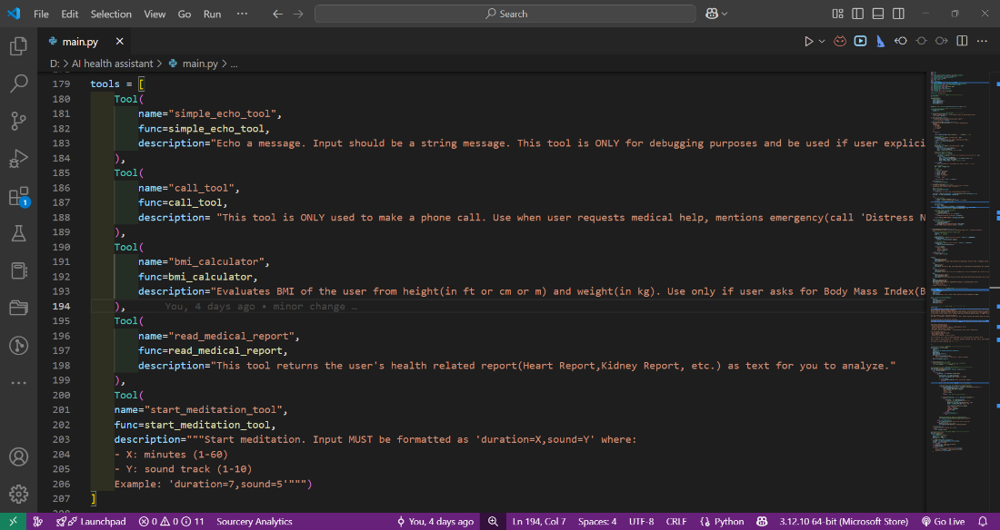 File Edit Selection View Go Run ··· Search
main.py
D: > AI health assistant > main.py > ...
179 tools = [
180 Tool(
181 name="simple_echo_tool",
182 func=simple_echo_tool,
183 description="Echo a message. Input should be a string message. This tool is ONLY for debugging purposes and be used if user explici
184 ),
185 Tool(
186 name="call_tool",
187 func=call_tool,
188 description= "This tool is ONLY used to make a phone call. Use when user requests medical help, mentions emergency(call 'Distress N
189 ),
190 Tool(
191 name="bmi_calculator",
192 func=bmi_calculator,
193 description="Evaluates BMI of the user from height(in ft or cm or m) and weight(in kg). Use only if user asks for Body Mass Index(B
194 ), You, 4 days ago • minor change …
195 Tool(
196 name="read_medical_report",
197 func=read_medical_report,
198 description="This tool returns the user's health related report(Heart Report,Kidney Report, etc.) as text for you to analyze."
199 ),
200 Tool(
201 name="start_meditation_tool",
202 func=start_meditation_tool,
203 description="""Start meditation. Input MUST be formatted as 'duration=X,sound=Y' where:
204 - X: minutes (1-60)
205 - Y: sound track (1-10)
206 Example: 'duration=7,sound=5'""")
207 ]
1
Launchpad 0 0 11 Sourcery Analytics You, 4 days ago Ln 194, Col 7 Spaces: 4 UTF-8 CRLF {} Python 3.12.10 64-bit (Microsoft Store) Go Live